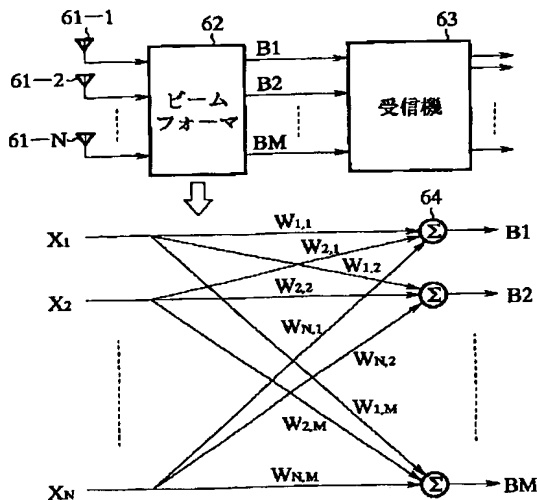 61-1
62
63
B1
61-2
B2
ビーム
フォーマ
受信機
61-N
BM
64
X1
W1,1
B1
W2,1
W1,2
X2
W2,2
B2
WN,1
WN,2
W1,M
W2,M
XN
WN,M
BM
Σ
Σ
Σ